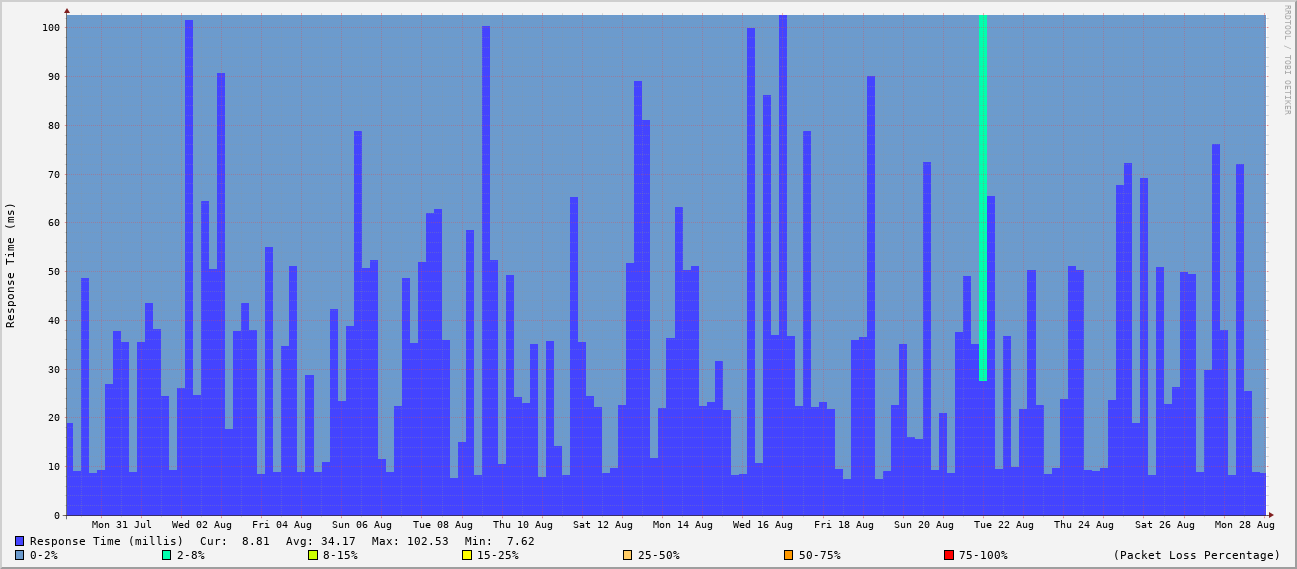 RRDTOOL / TOBI OETIKER
Response Time (ms)
100
90
80
70
60
50
40
30
20
10
0
Mon 31 Jul Wed 02 Aug Fri 04 Aug Sun 06 Aug Tue 08 Aug Thu 10 Aug Sat 12 Aug Mon 14 Aug Wed 16 Aug Fri 18 Aug Sun 20 Aug Tue 22 Aug Thu 24 Aug Sat 26 Aug Mon 28 Aug
Response Time (millis) Cur: 8.81 Avg: 34.17 Max: 102.53 Min: 7.62
0-2% 2-8% 8-15% 15-25% 25-50% 50-75% 75-100% (Packet Loss Percentage)